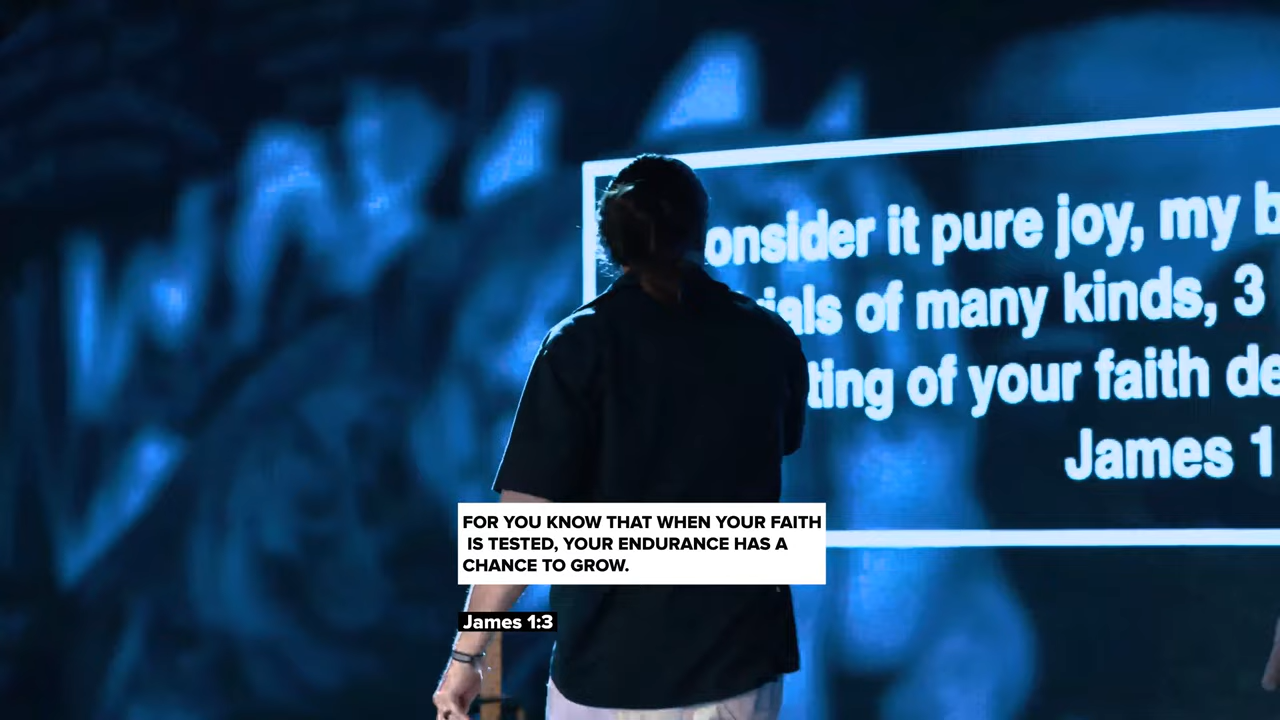 onsider it pure joy, my b
ials of many kinds, 3
ting of your faith de
James 1
FOR YOU KNOW THAT WHEN YOUR FAITH
IS TESTED, YOUR ENDURANCE HAS A
CHANCE TO GROW.
James 1:3